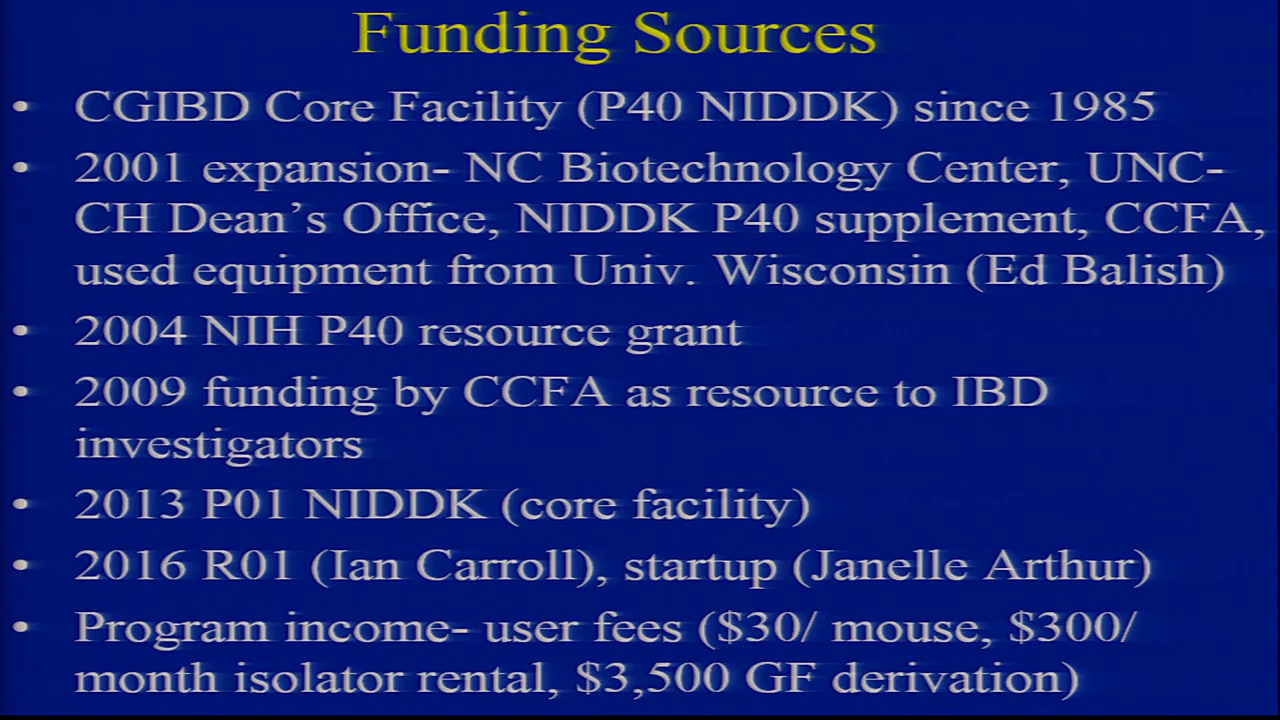 Funding Sources
• CGIBD Core Facility (P40 NIDDK) since 1985
• 2001 expansion- NC Biotechnology Center, UNC-
CH Dean's Office, NIDDK P40 supplement, CCFA,
used equipment from Univ. Wisconsin (Ed Balish)
• 2004 NIH P40 resource grant
• 2009 funding by CCFA as resource to IBD
investigators
• 2013 P01 NIDDK (core facility)
• 2016 R01 (Ian Carroll), startup (Janelle Arthur)
• Program income- user fees ($30/ mouse, $300/
month isolator rental, $3,500 GF derivation)